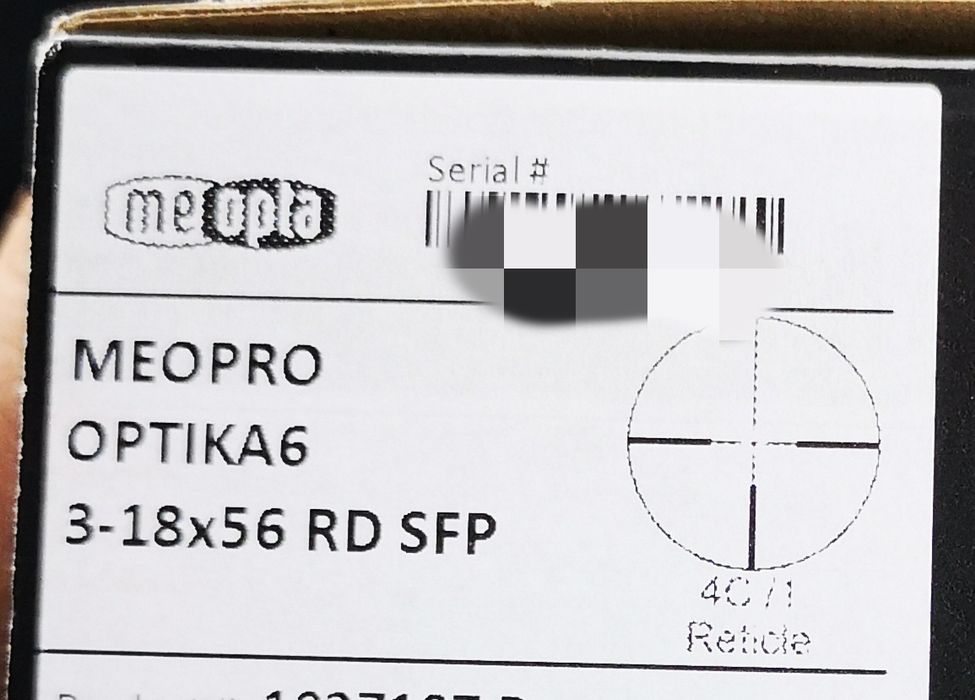 Serial #
meopta
MEOPRO
OPTIKA6
3-18x56 RD SFP
4C /1
Reticle